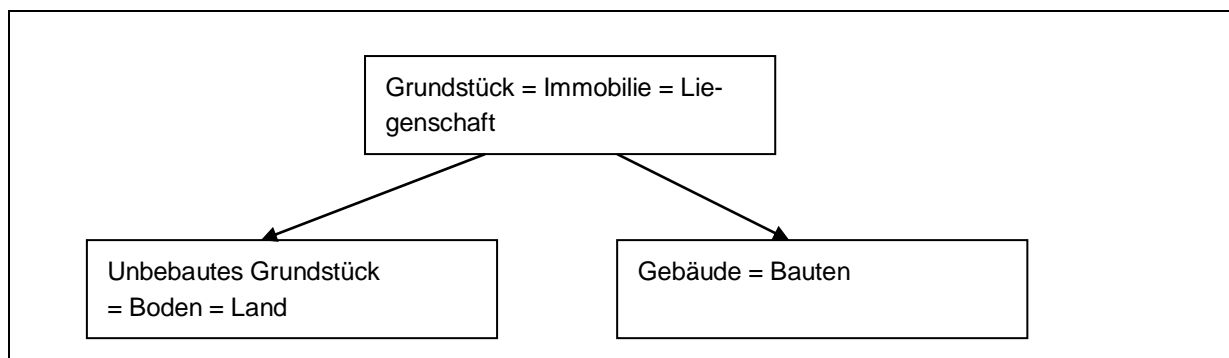 Grundstück = Immobilie = Lie-
genschaft
Unbebautes Grundstück
= Boden = Land
Gebäude = Bauten